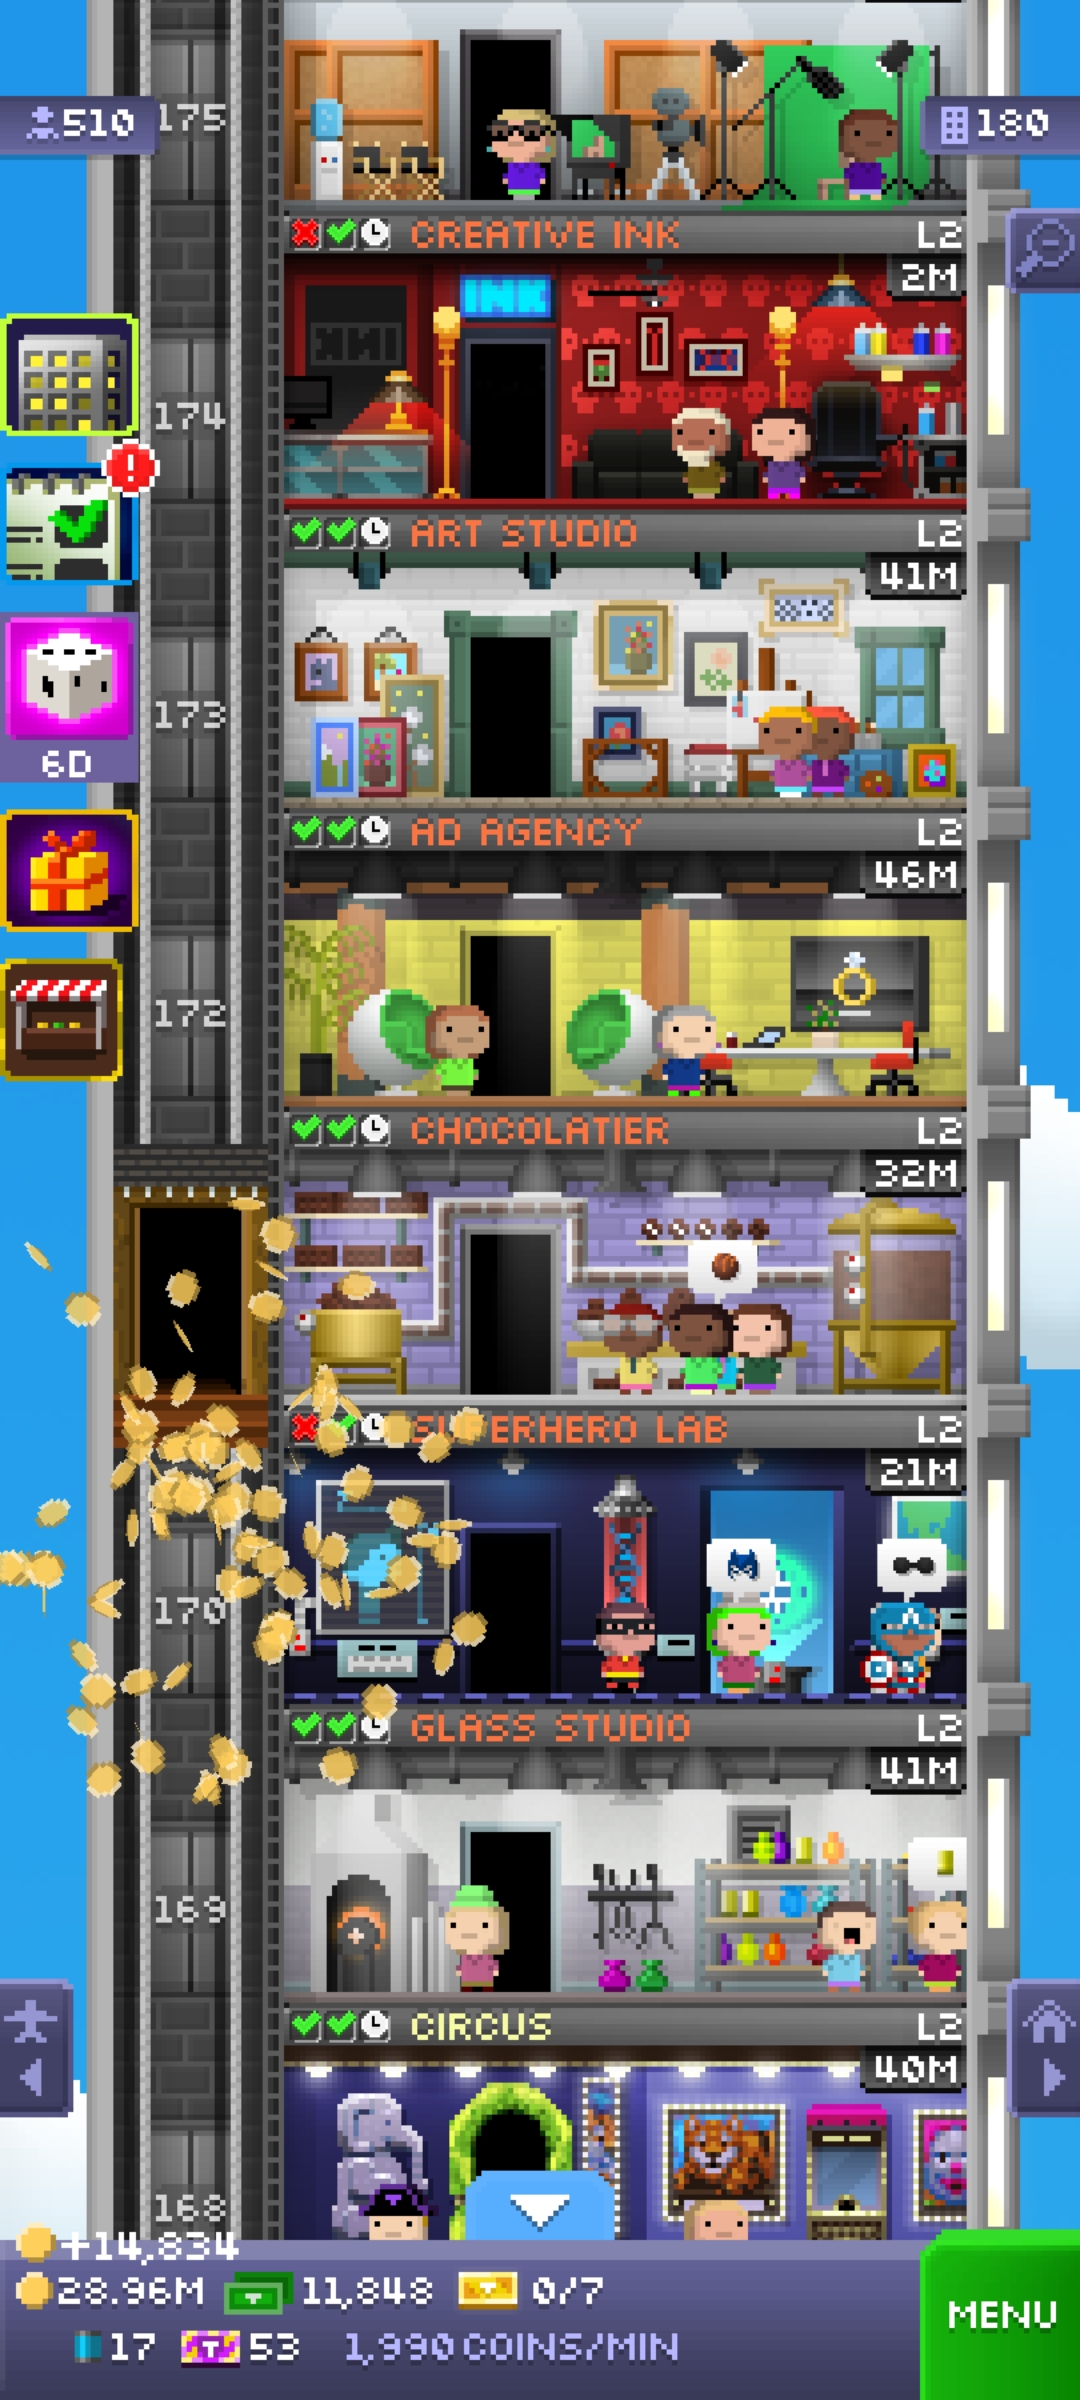 510
175
180
CREATIVE INK L2
2M
INK
174
ART STUDIO L2
41M
173
6D
AD AGENCY L2
46M
172
CHOCOLATIER L2
32M
SUPERHERO LAB L2
21M
170
GLASS STUDIO L2
41M
169
CIRCUS L2
40M
168
+14,834
28.96M 11,848 0/7
17 53 1,990 COINS/MIN
MENU